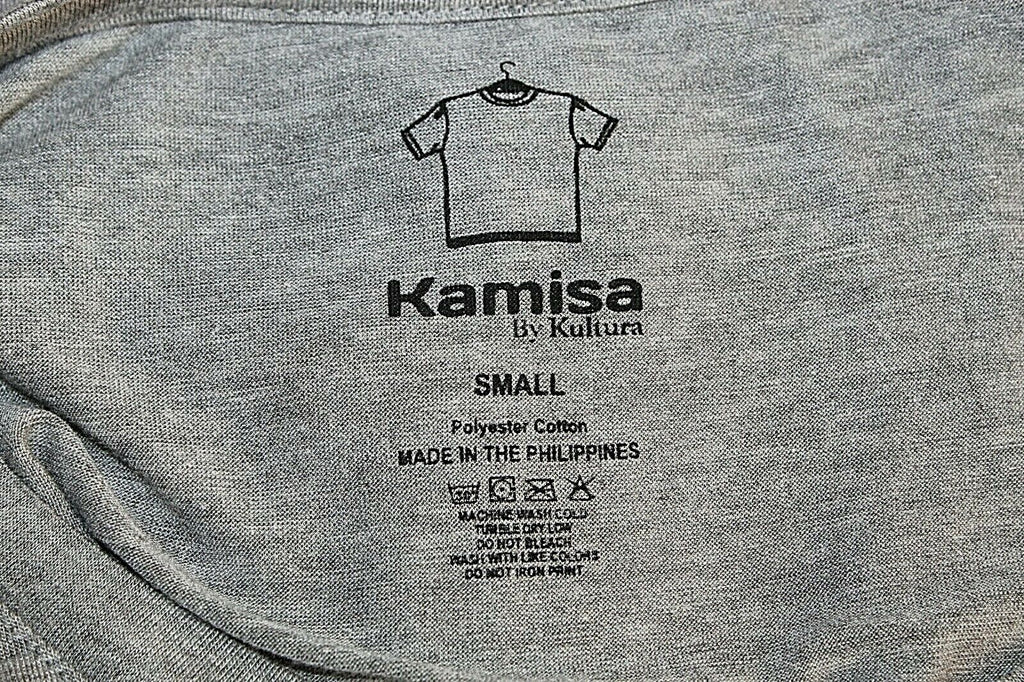 Kamisa
By Kultura
SMALL
Polyester Cotton
MADE IN THE PHILIPPINES
30°
MACHINE WASH COLD
TUMBLE DRY LOW
DO NOT BLEACH
WASH WITH LIKE COLORS
DO NOT IRON PRINT